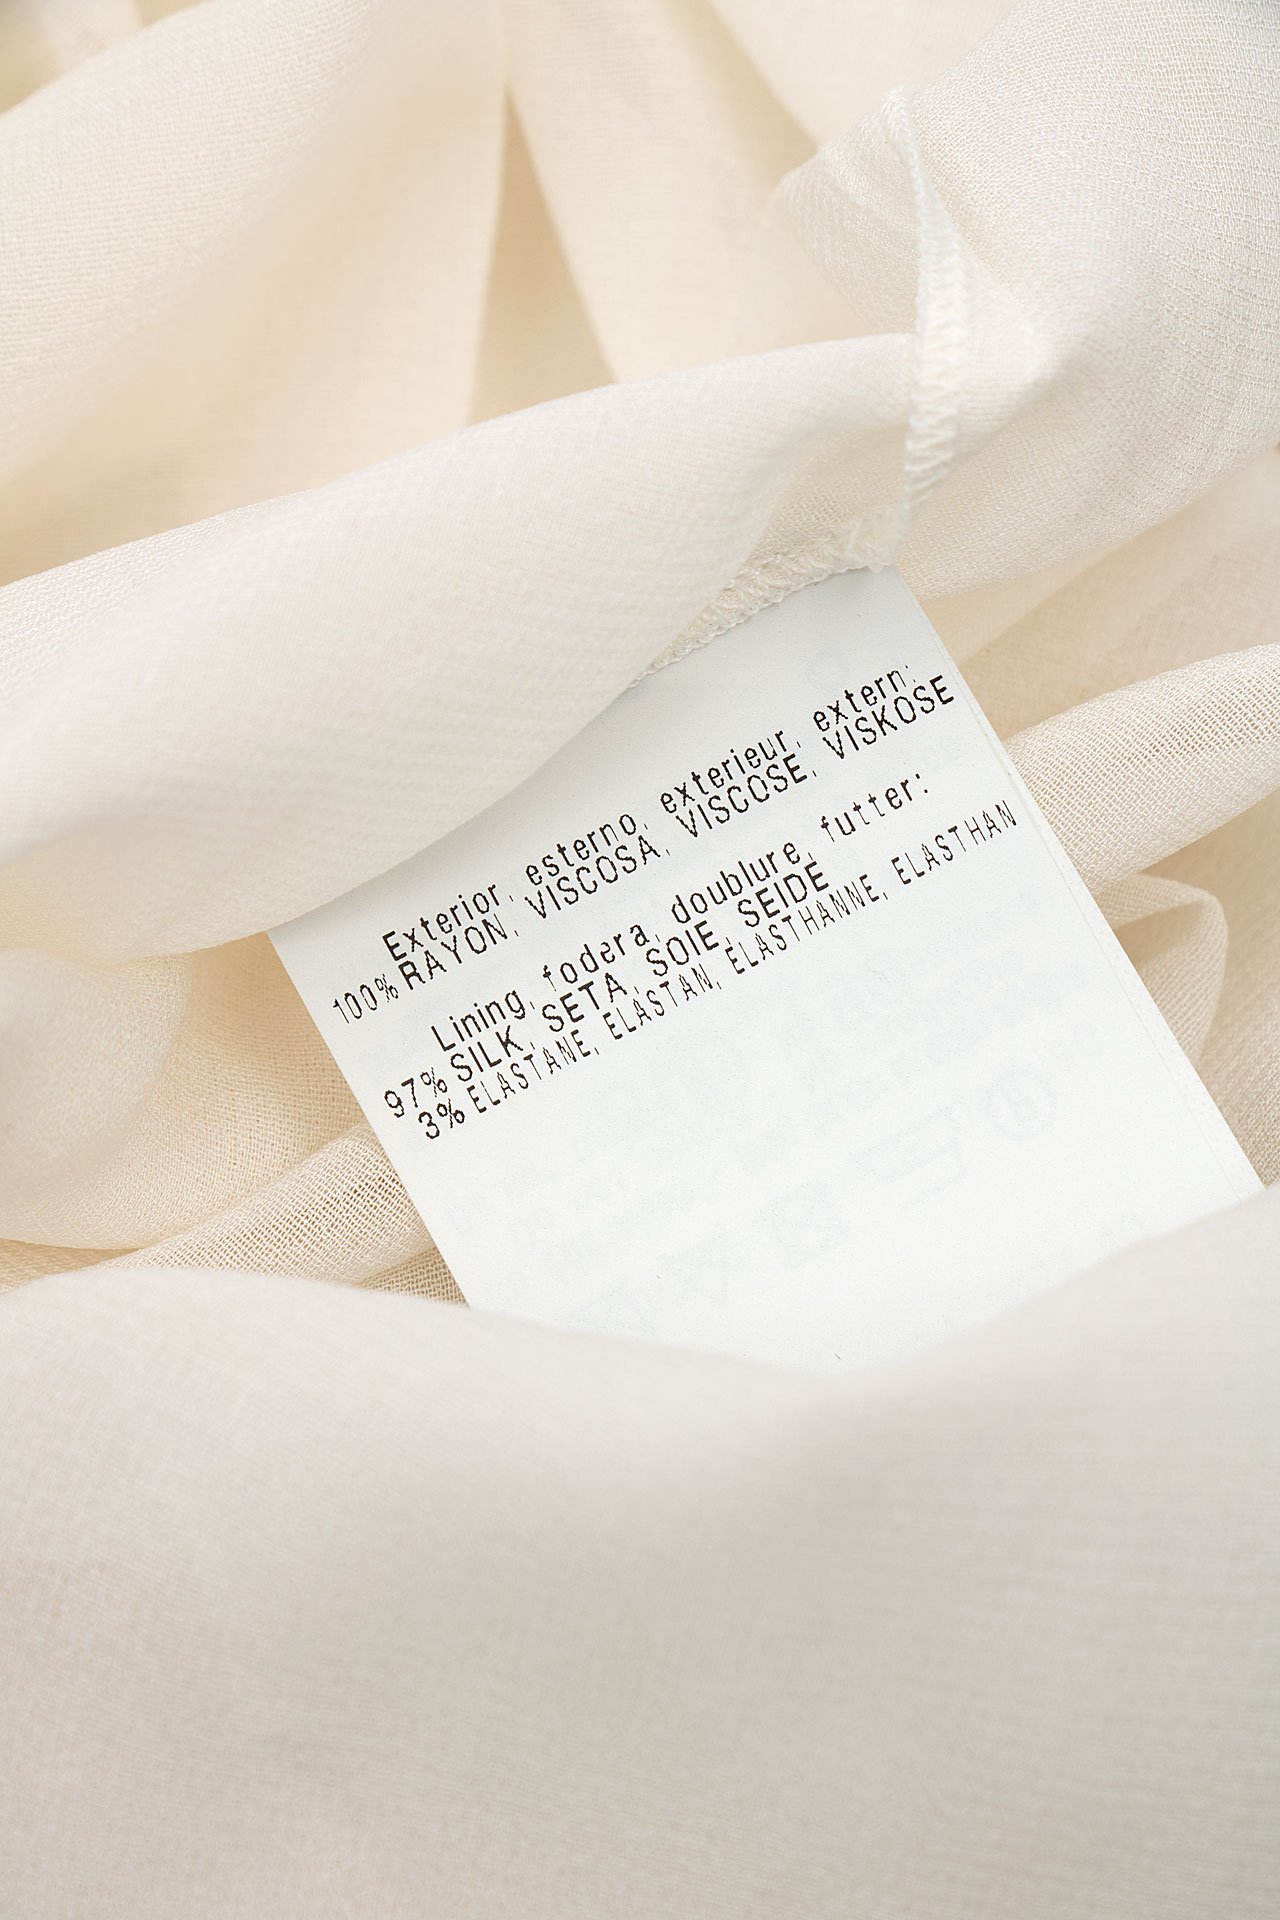 Exterior, esterno, exterieur, extern:
100% RAYON, VISCOSA, VISCOSE, VISKOSE
Lining, fodera, doublure, futter:
97% SILK, SETA, SOIE, SEIDE
3% ELASTANE, ELASTAN, ELASTHANNE, ELASTHAN